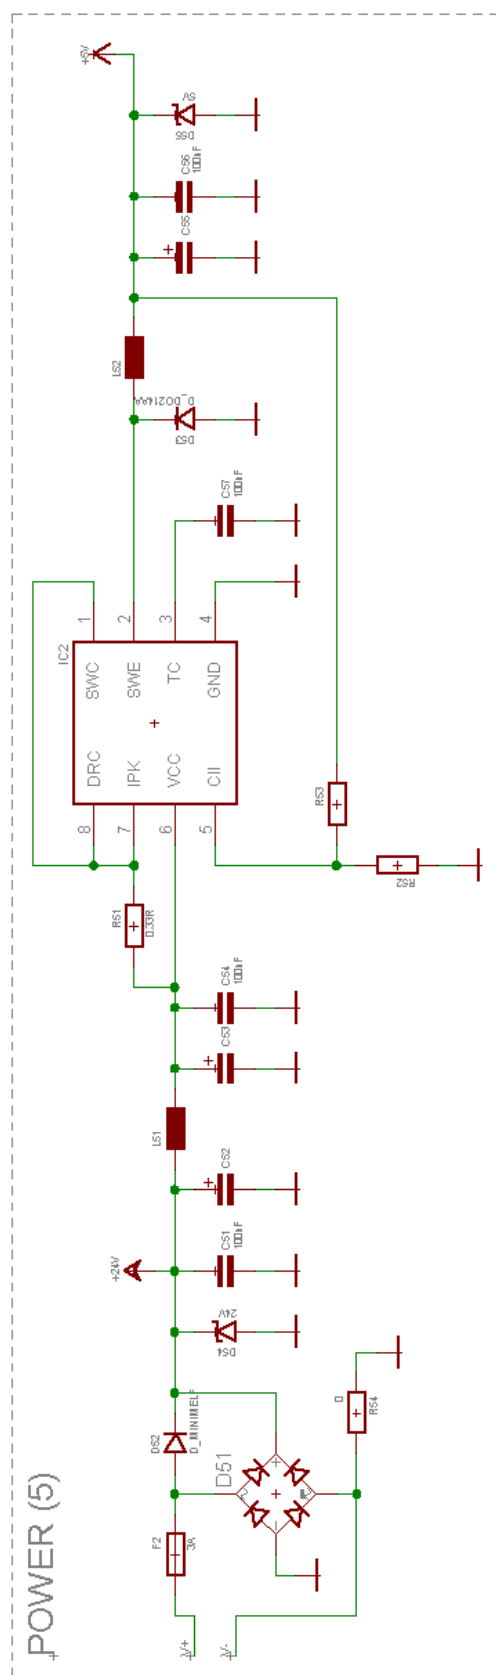 POWER (5)
V+
V-
F2
3A
D52
D_MINIMELF
D51
+
-
0
R54
D54
24V
+24V
C51
100nF
C52
+
L51
C53
+
C54
100nF
R51
0.33R
R52
R53
IC2
8
7
6
5
DRC
IPK
VCC
CII
SWC
SWE
TC
GND
1
2
3
4
C57
100nF
D53
D_DO214AA
L52
C55
+
C56
100nF
D55
5V
+5V